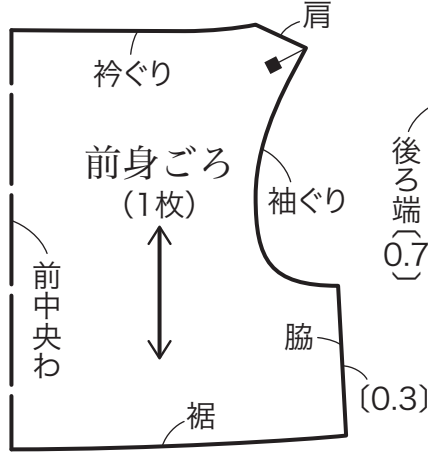 肩
衿ぐり
前身ごろ
（1枚）
袖ぐり
後ろ端〔0.7〕
前中央わ
脇
〔0.3〕
裾